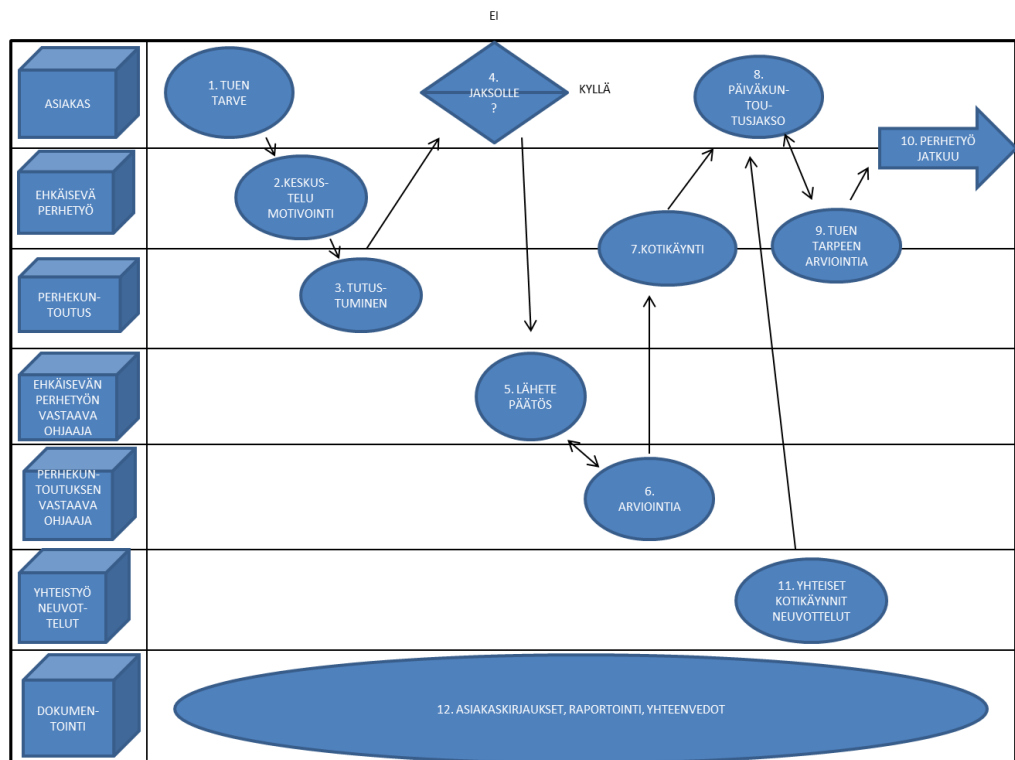 EI
ASIAKAS
1. TUEN
TARVE
4.
JAKSOLLE
?
KYLLÄ
8.
PÄIVÄKUN-
TOU-
TUSJAKSO
10. PERHETYÖ
JATKUU
EHKÄISEVÄ
PERHETYÖ
2.KESKUS-
TELU
MOTIVOINTI
7.KOTIKÄYNTI
9. TUEN
TARPEEN
ARVIOINTIA
PERHEKUN-
TOUTUS
3. TUTUS-
TUMINEN
EHKÄISEVÄN
PERHETYÖN
VASTAAVA
OHJAAJA
5. LÄHETE
PÄÄTÖS
PERHEKUN-
TOUTUKSEN
VASTAAVA
OHJAAJA
6.
ARVIOINTIA
YHTEISTYÖ
NEUVOT-
TELUT
11. YHTEISET
KOTIKÄYNNIT
NEUVOTTELUT
DOKUMEN-
TOINTI
12. ASIAKASKIRJAUKSET, RAPORTOINTI, YHTEENVEDOT